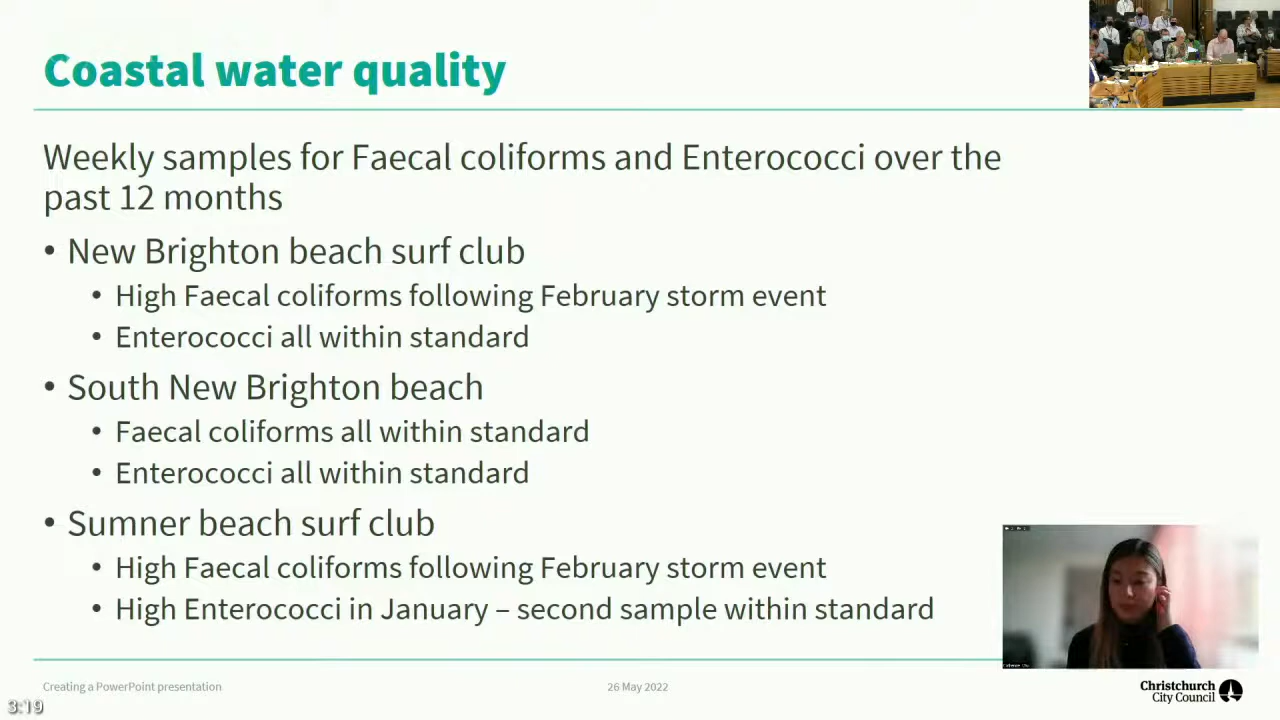 Coastal water quality
Weekly samples for Faecal coliforms and Enterococci over the
past 12 months
• New Brighton beach surf club
• High Faecal coliforms following February storm event
• Enterococci all within standard
• South New Brighton beach
• Faecal coliforms all within standard
• Enterococci all within standard
• Sumner beach surf club
• High Faecal coliforms following February storm event
• High Enterococci in January – second sample within standard
Creating a PowerPoint presentation
26 May 2022
Christchurch
City Council
3:19